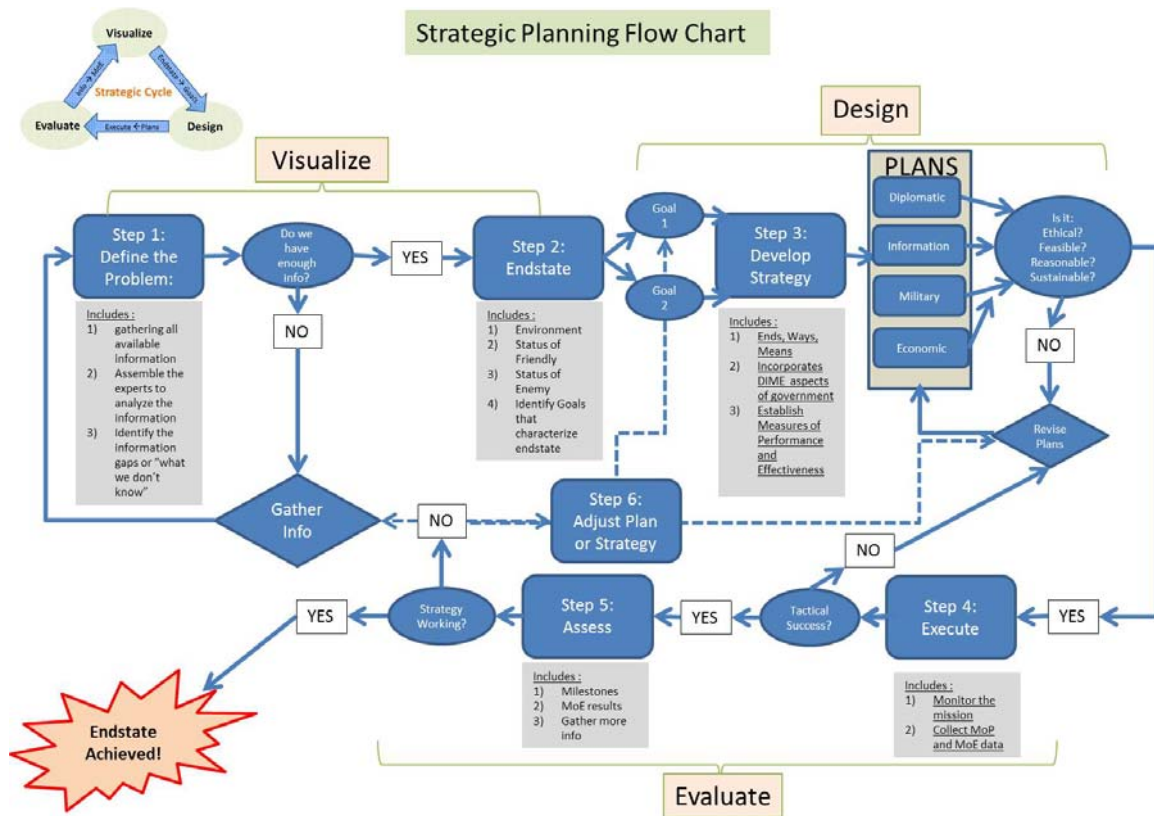 Strategic Planning Flow Chart
Visualize
Info → MoE
Endstate → Goals
Strategic Cycle
Evaluate
Execute ← Plans
Design
Visualize
Design
Step 1:
Define the
Problem:
Do we
have
enough
Info?
YES
Step 2:
Endstate
Goal
1
Goal
2
Step 3:
Develop
Strategy
PLANS
Diplomatic
Information
Military
Economic
Is it:
Ethical?
Feasible?
Reasonable?
Sustainable?
NO
Includes :
1) gathering all
available
information
2) Assemble the
experts to
analyze the
information
3) Identify the
information
gaps or “what
we don’t
know”
Includes :
1) Environment
2) Status of
Friendly
3) Status of
Enemy
4) Identify Goals
that
characterize
endstate
Includes :
1) Ends, Ways,
Means
2) Incorporates
DIME aspects
of government
3) Establish
Measures of
Performance
and
Effectiveness
NO
Revise
Plans
Gather
Info
NO
Step 6:
Adjust Plan
or Strategy
NO
YES
Strategy
Working?
Step 5:
Assess
YES
Tactical
Success?
Step 4:
Execute
YES
Includes :
1) Milestones
2) MoE results
3) Gather more
info
Includes :
1) Monitor the
mission
2) Collect MoP
and MoE data
Endstate
Achieved!
Evaluate